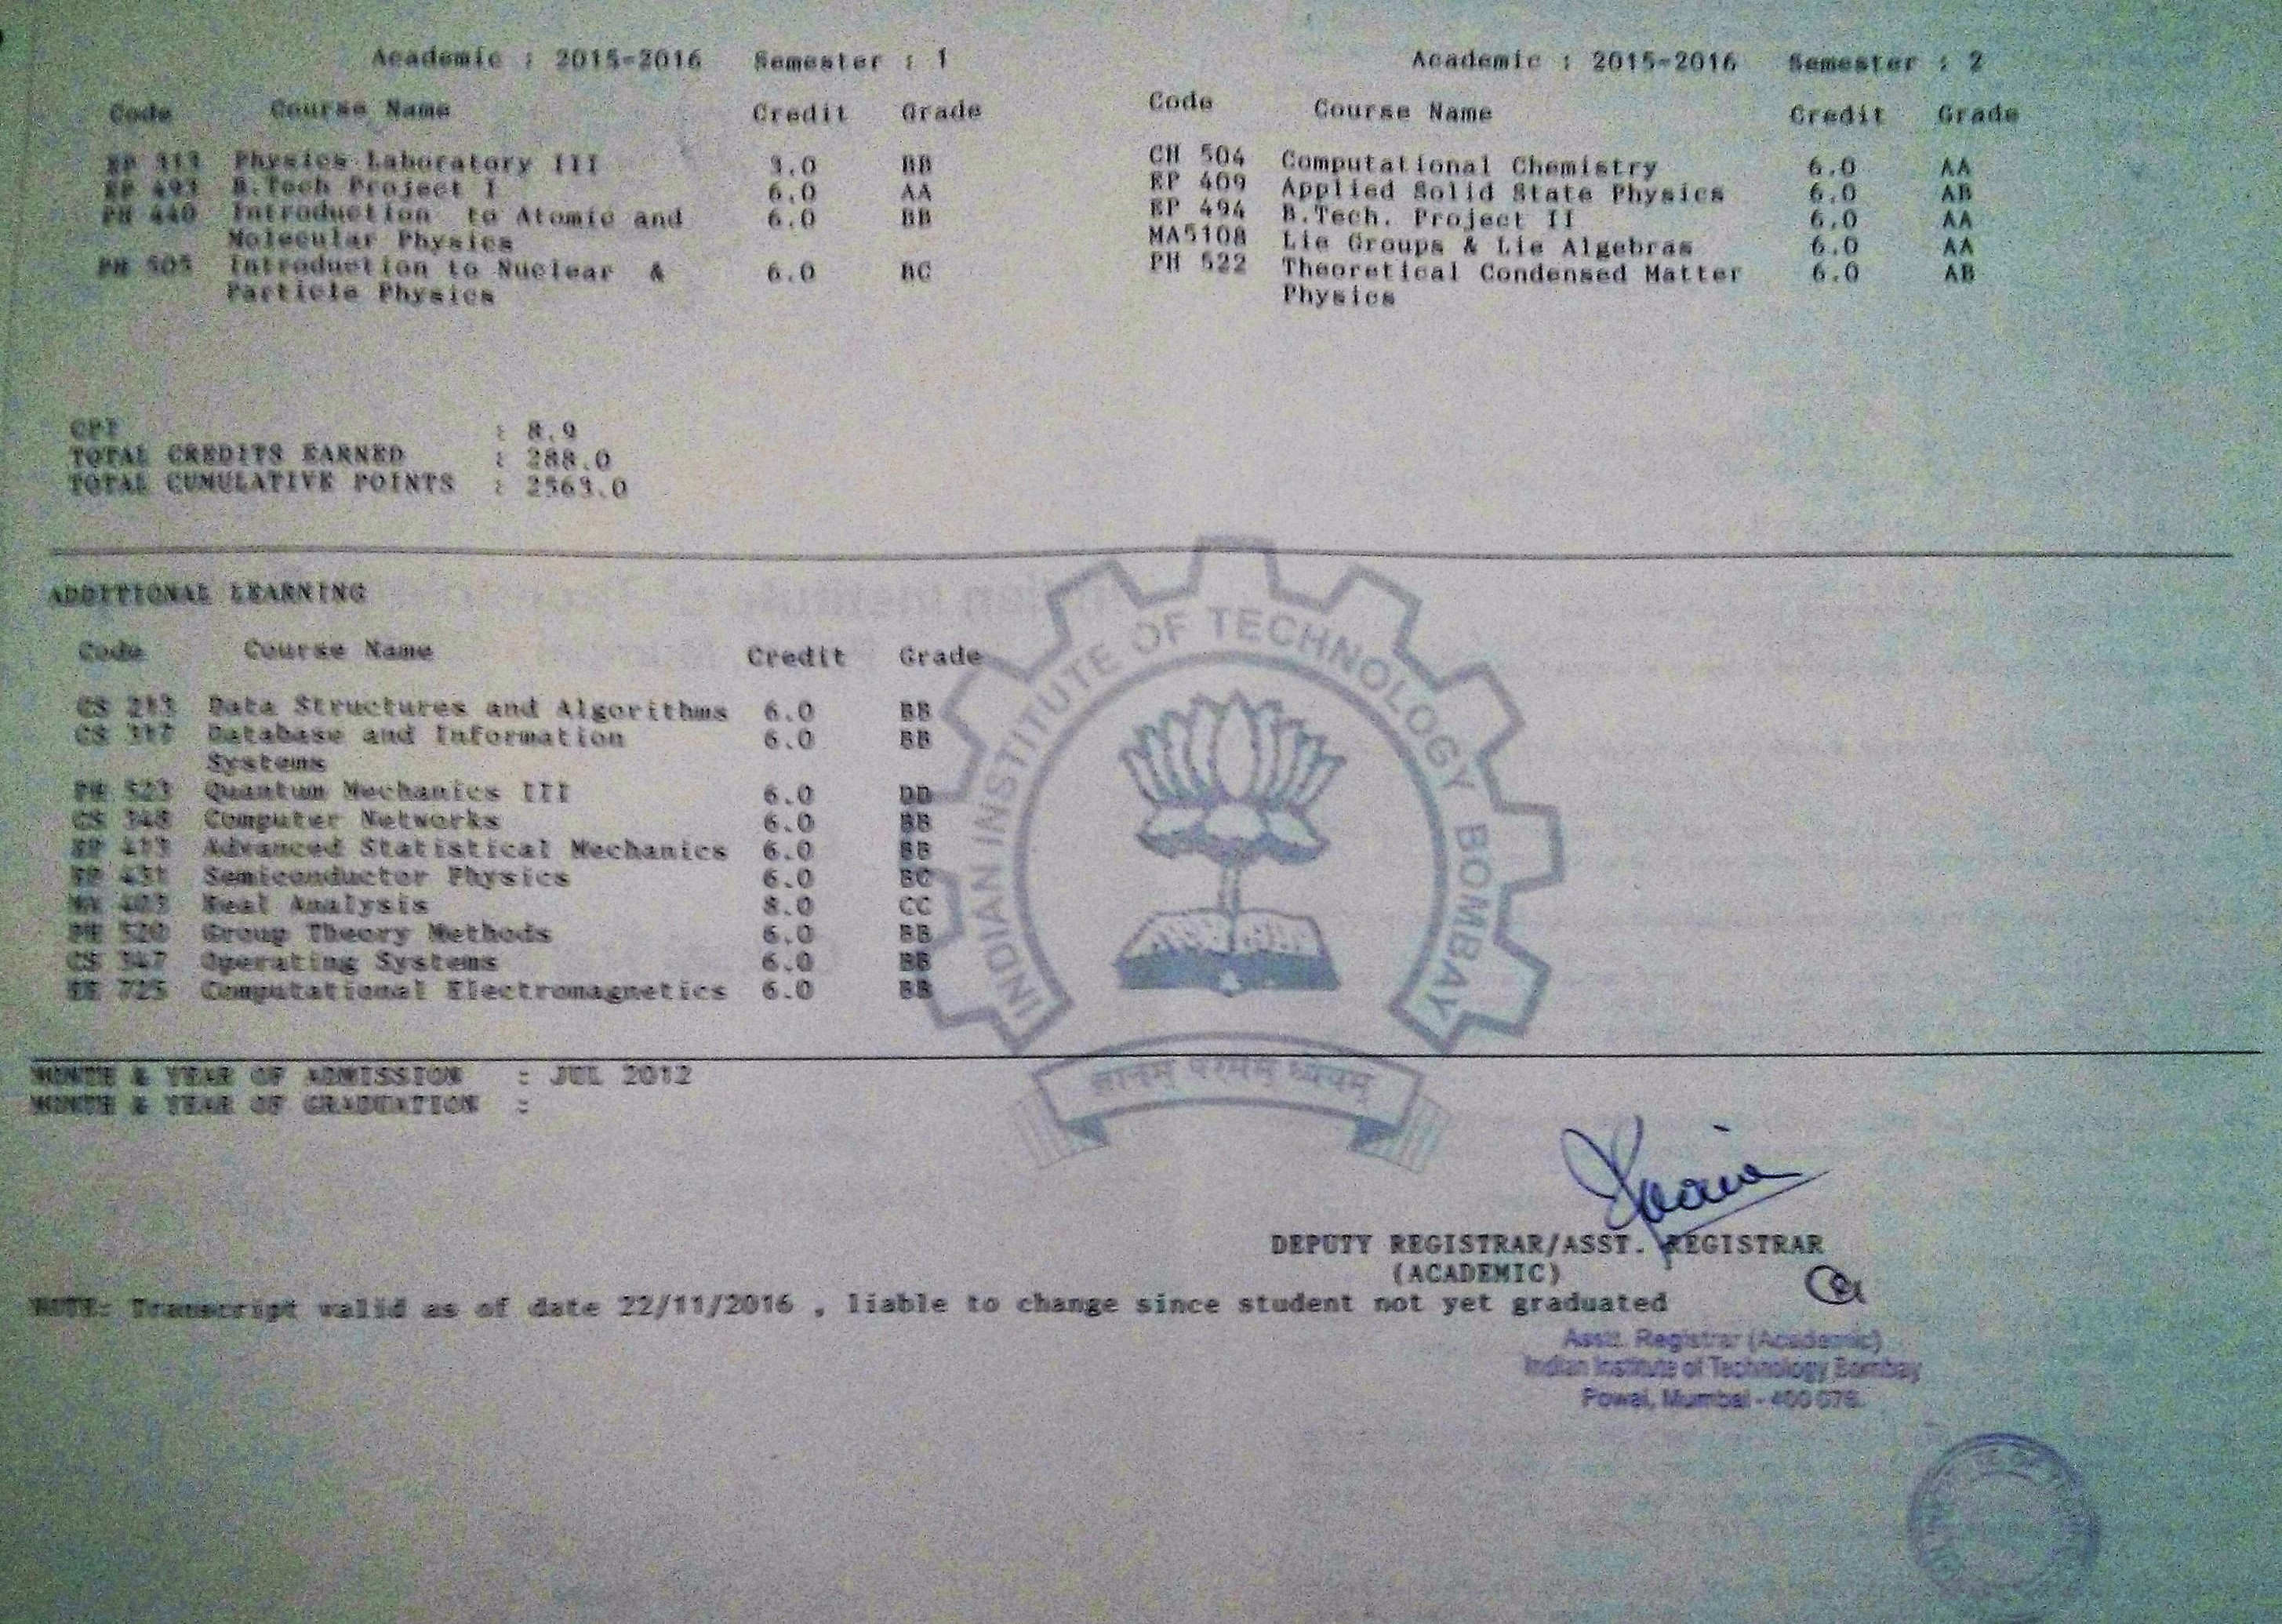 Academic : 2015-2016 Semester : 1
Code Course Name Credit Grade
EP 313 Physics Laboratory III 3.0 BB
EP 493 B.Tech Project I 6.0 AA
PH 440 Introduction to Atomic and 6.0 BB
Molecular Physics
PH 505 Introduction to Nuclear & 6.0 BC
Particle Physics
Academic : 2015-2016 Semester : 2
Code Course Name Credit Grade
CH 504 Computational Chemistry 6.0 AA
EP 409 Applied Solid State Physics 6.0 AB
EP 494 B.Tech. Project II 6.0 AA
MA5108 Lie Groups & Lie Algebras 6.0 AA
PH 522 Theoretical Condensed Matter 6.0 AB
Physics
CPI : 8.9
TOTAL CREDITS EARNED : 288.0
TOTAL CUMULATIVE POINTS : 2563.0
ADDITIONAL LEARNING
Code Course Name Credit Grade
CS 213 Data Structures and Algorithms 6.0 BB
CS 317 Database and Information 6.0 BB
Systems
PH 523 Quantum Mechanics III 6.0 DD
CS 348 Computer Networks 6.0 BB
EP 413 Advanced Statistical Mechanics 6.0 BB
EP 431 Semiconductor Physics 6.0 BC
MA 403 Real Analysis 8.0 CC
PH 520 Group Theory Methods 6.0 BB
CS 347 Operating Systems 6.0 BB
EE 725 Computational Electromagnetics 6.0 BB
INDIAN INSTITUTE OF TECHNOLOGY BOMBAY
ज्ञानम् परमम् ध्येयम्
MONTH & YEAR OF ADMISSION : JUL 2012
MONTH & YEAR OF GRADUATION :
DEPUTY REGISTRAR/ASST. REGISTRAR
(ACADEMIC)
NOTE: Transcript valid as of date 22/11/2016 , liable to change since student not yet graduated
Asstt. Registrar (Academic)
Indian Institute of Technology Bombay
Powai, Mumbai - 400 076.